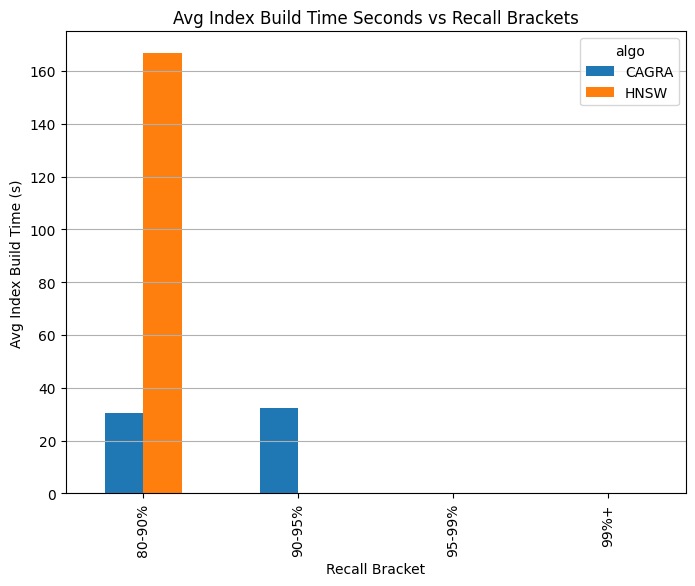 Avg Index Build Time Seconds vs Recall Brackets
algo
CAGRA
HNSW
Avg Index Build Time (s)
160
140
120
100
80
60
40
20
0
80-90%
90-95%
95-99%
99%+
Recall Bracket